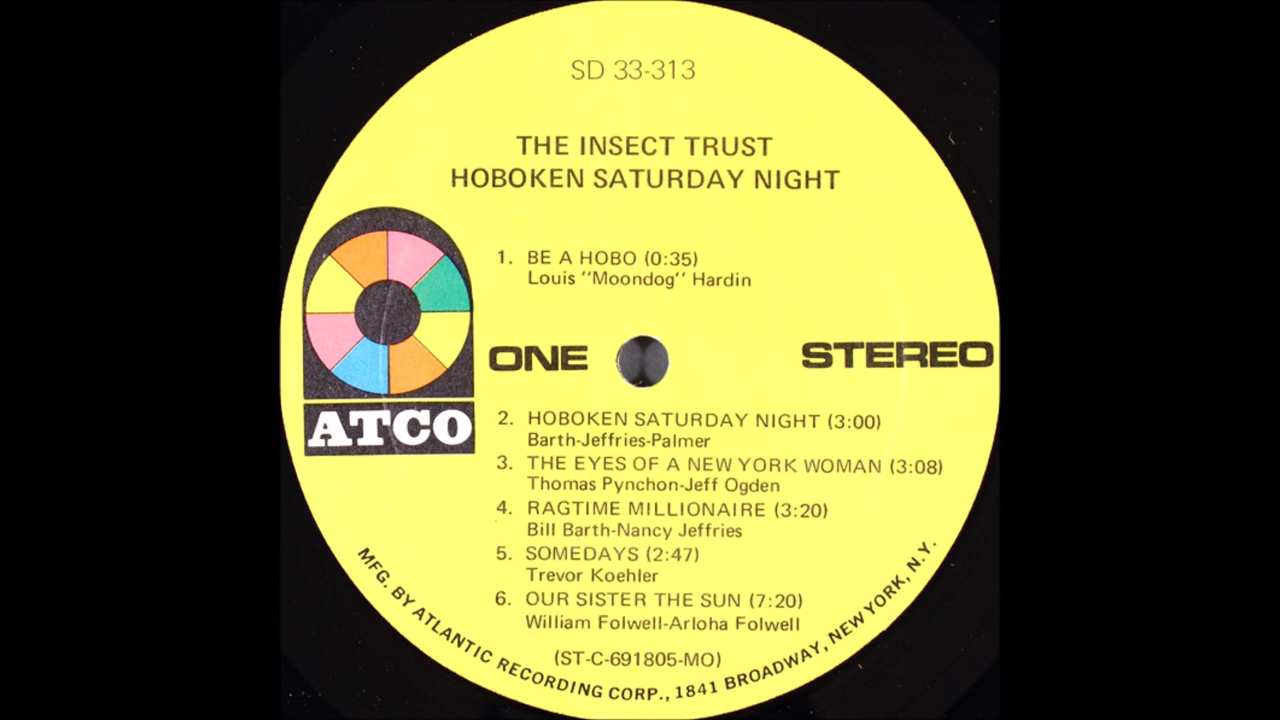 SD 33-313
THE INSECT TRUST
HOBOKEN SATURDAY NIGHT
1. BE A HOBO (0:35)
Louis "Moondog" Hardin
ONE
STEREO
ATCO
2. HOBOKEN SATURDAY NIGHT (3:00)
Barth-Jeffries-Palmer
3. THE EYES OF A NEW YORK WOMAN (3:08)
Thomas Pynchon-Jeff Ogden
4. RAGTIME MILLIONAIRE (3:20)
Bill Barth-Nancy Jeffries
5. SOMEDAYS (2:47)
Trevor Koehler
6. OUR SISTER THE SUN (7:20)
William Folwell-Arloha Folwell
(ST-C-691805-MO)
MFG. BY ATLANTIC RECORDING CORP., 1841 BROADWAY, NEW YORK, N.Y.